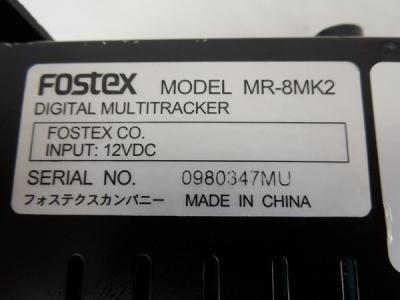 Fostex MODEL MR-8MK2
DIGITAL MULTITRACKER
FOSTEX CO.
INPUT: 12VDC
SERIAL NO. 0980347MU
フォステクスカンパニー MADE IN CHINA